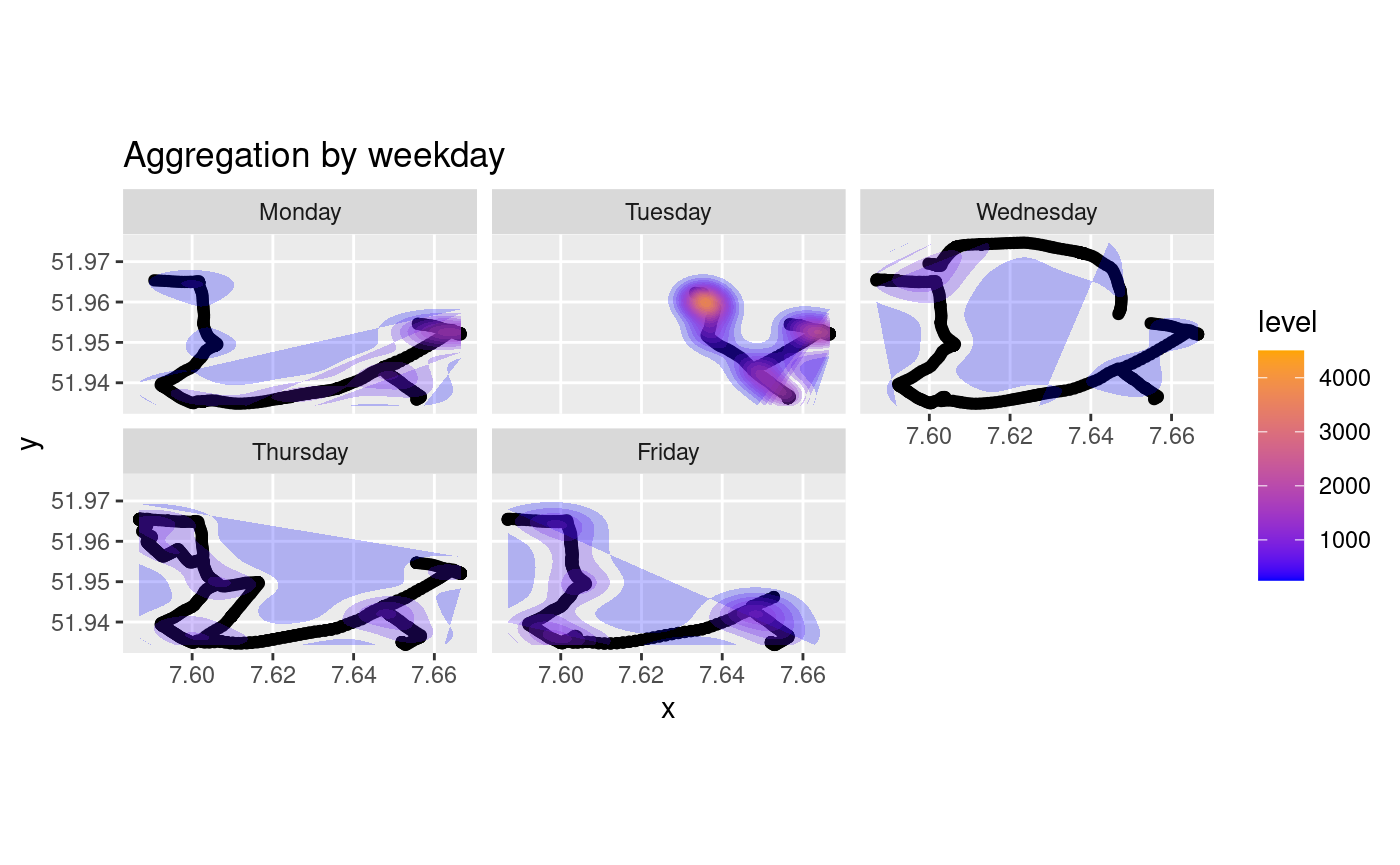 Aggregation by weekday
Monday
Tuesday
Wednesday
51.97
51.96
51.95
51.94
7.60 7.62 7.64 7.66
Thursday
Friday
51.97
51.96
51.95
51.94
7.60 7.62 7.64 7.66
7.60 7.62 7.64 7.66
x
y
level
4000
3000
2000
1000